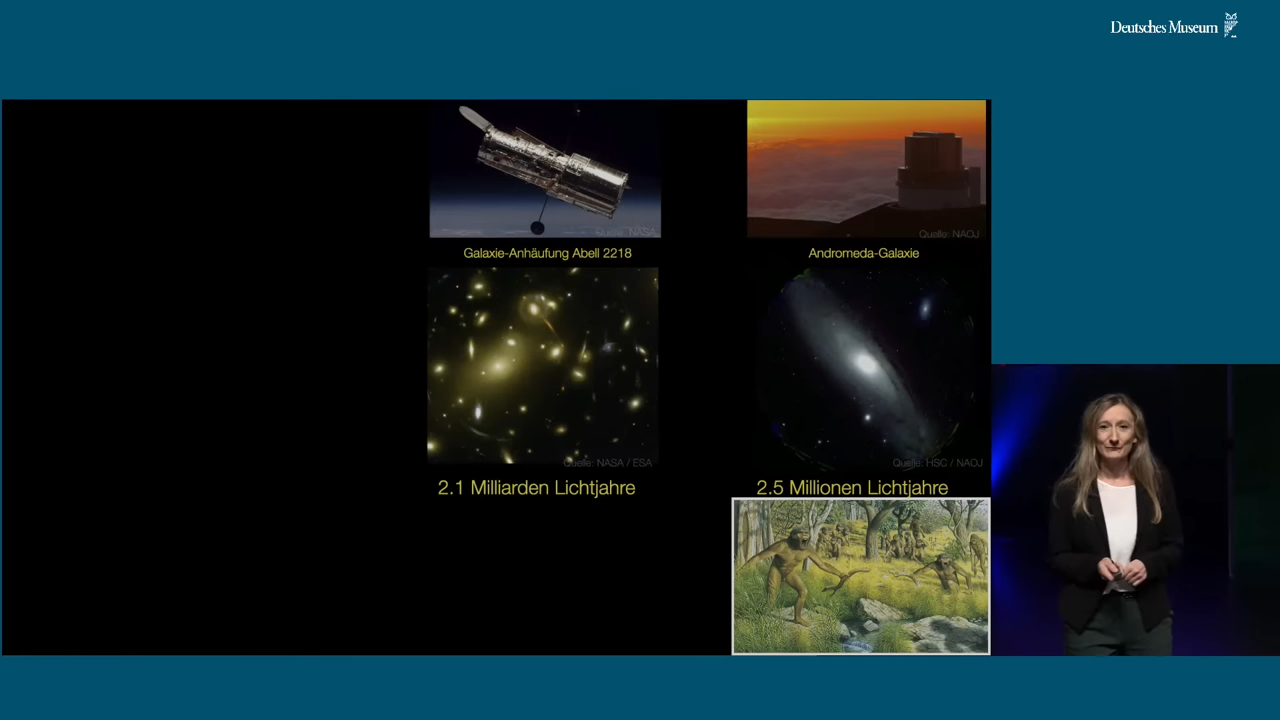 Deutsches Museum
Quelle: NASA
Quelle: NAOJ
Galaxie-Anhäufung Abell 2218
Andromeda-Galaxie
Quelle: NASA / ESA
Quelle: HSC / NAOJ
2.1 Milliarden Lichtjahre
2.5 Millionen Lichtjahre